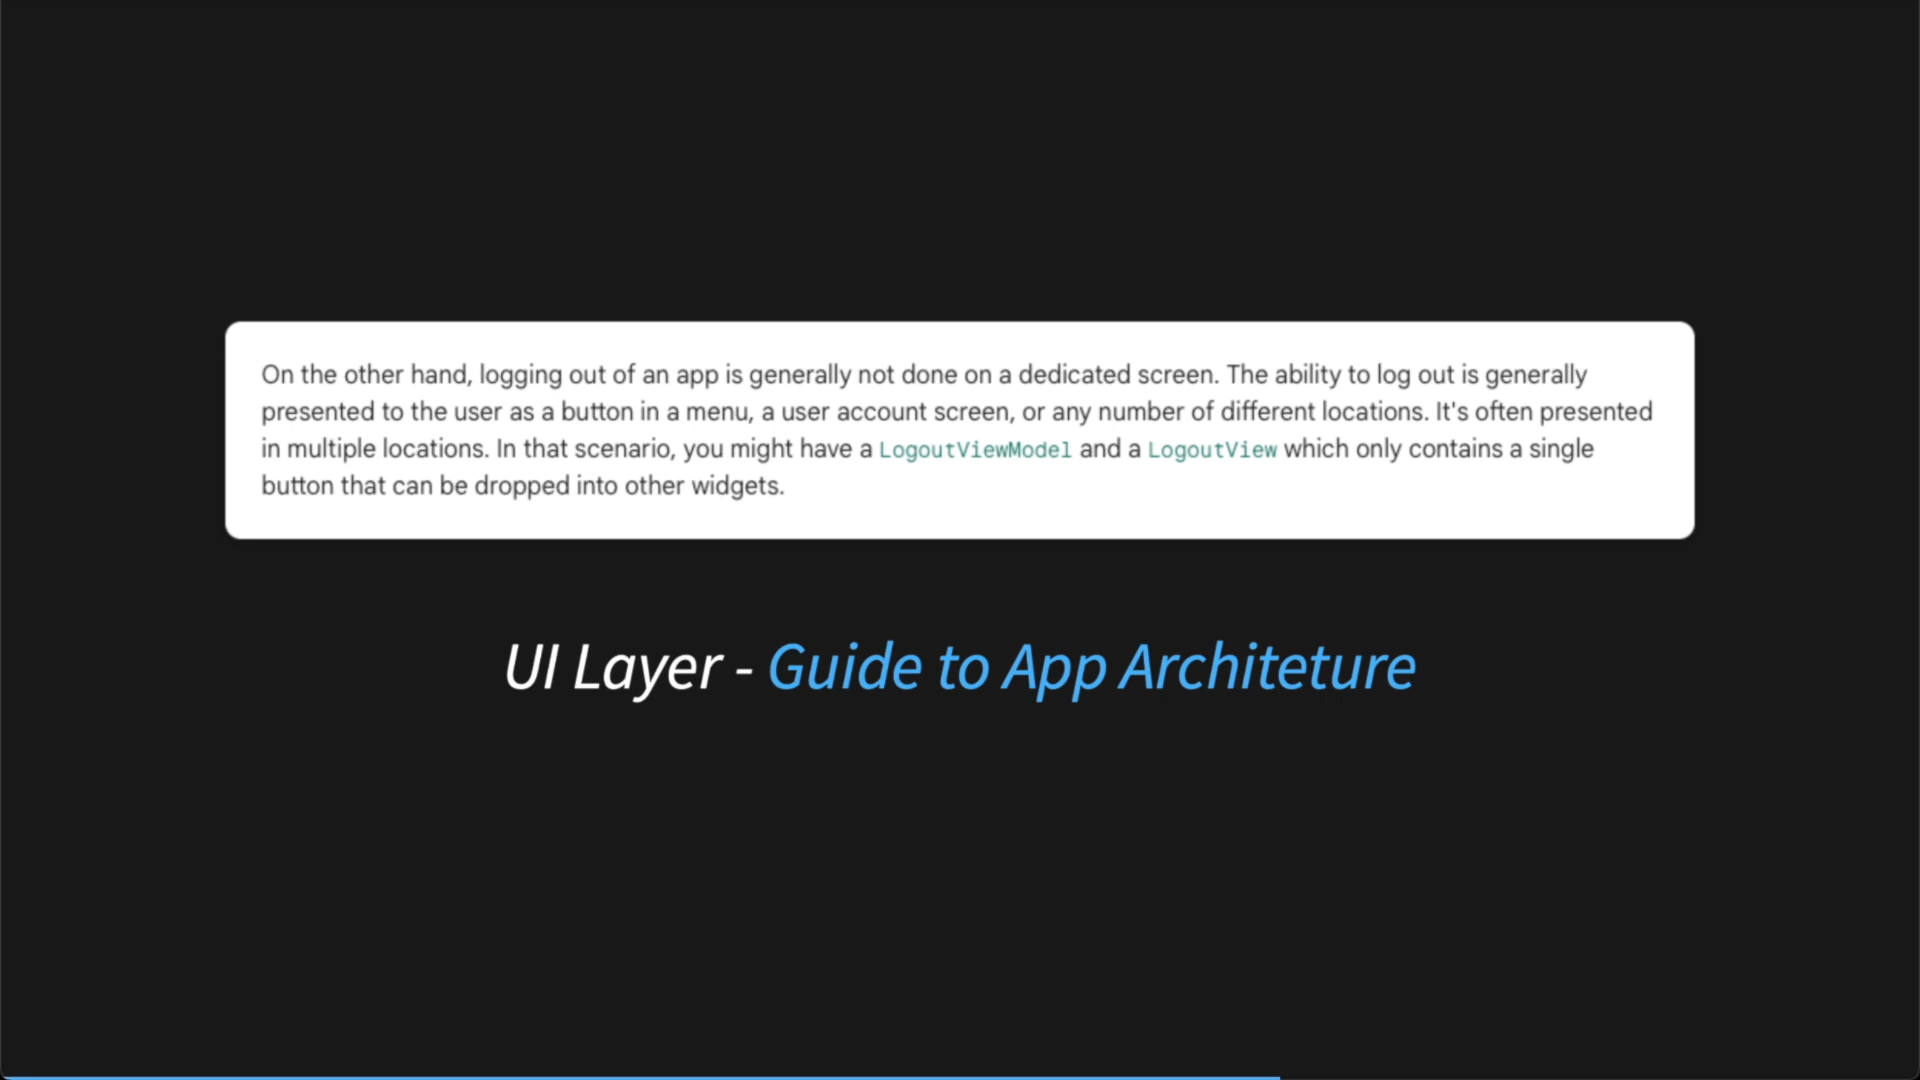 On the other hand, logging out of an app is generally not done on a dedicated screen. The ability to log out is generally
presented to the user as a button in a menu, a user account screen, or any number of different locations. It's often presented
in multiple locations. In that scenario, you might have a LogoutViewModel and a LogoutView which only contains a single
button that can be dropped into other widgets.
UI Layer - Guide to App Architeture